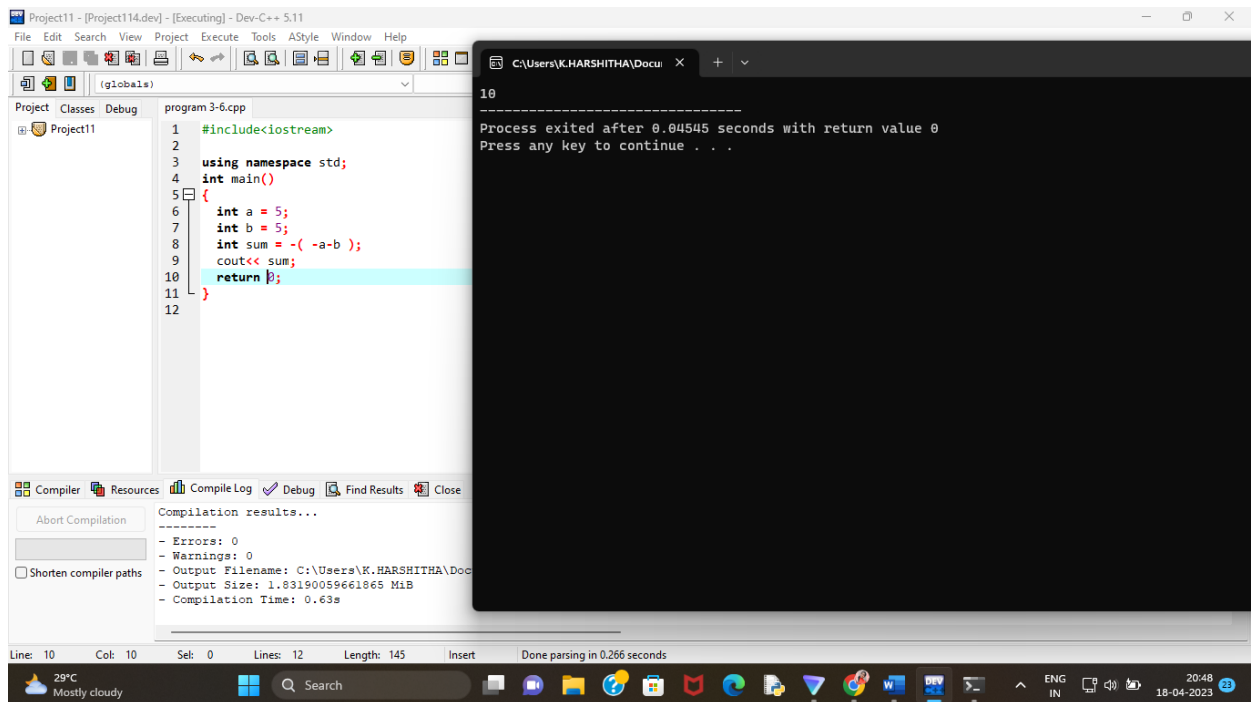 Project11 - [Project114.dev] - [Executing] - Dev-C++ 5.11
File Edit Search View Project Execute Tools AStyle Window Help
(globals)
Project Classes Debug
Project11
program 3-6.cpp
1 #include<iostream>
2
3 using namespace std;
4 int main()
5 {
6 int a = 5;
7 int b = 5;
8 int sum = -( -a-b );
9 cout<< sum;
10 return 0;
11 }
12
C:\Users\K.HARSHITHA\Docu
10
--------------------------------
Process exited after 0.04545 seconds with return value 0
Press any key to continue . . .
Compiler Resources Compile Log Debug Find Results Close
Abort Compilation
Shorten compiler paths
Compilation results...
--------
- Errors: 0
- Warnings: 0
- Output Filename: C:\Users\K.HARSHITHA\Doc
- Output Size: 1.83190059661865 MiB
- Compilation Time: 0.63s
Line: 10 Col: 10 Sel: 0 Lines: 12 Length: 145 Insert Done parsing in 0.266 seconds
29°C
Mostly cloudy
Search
DEV
ENG
IN
20:48
18-04-2023
23